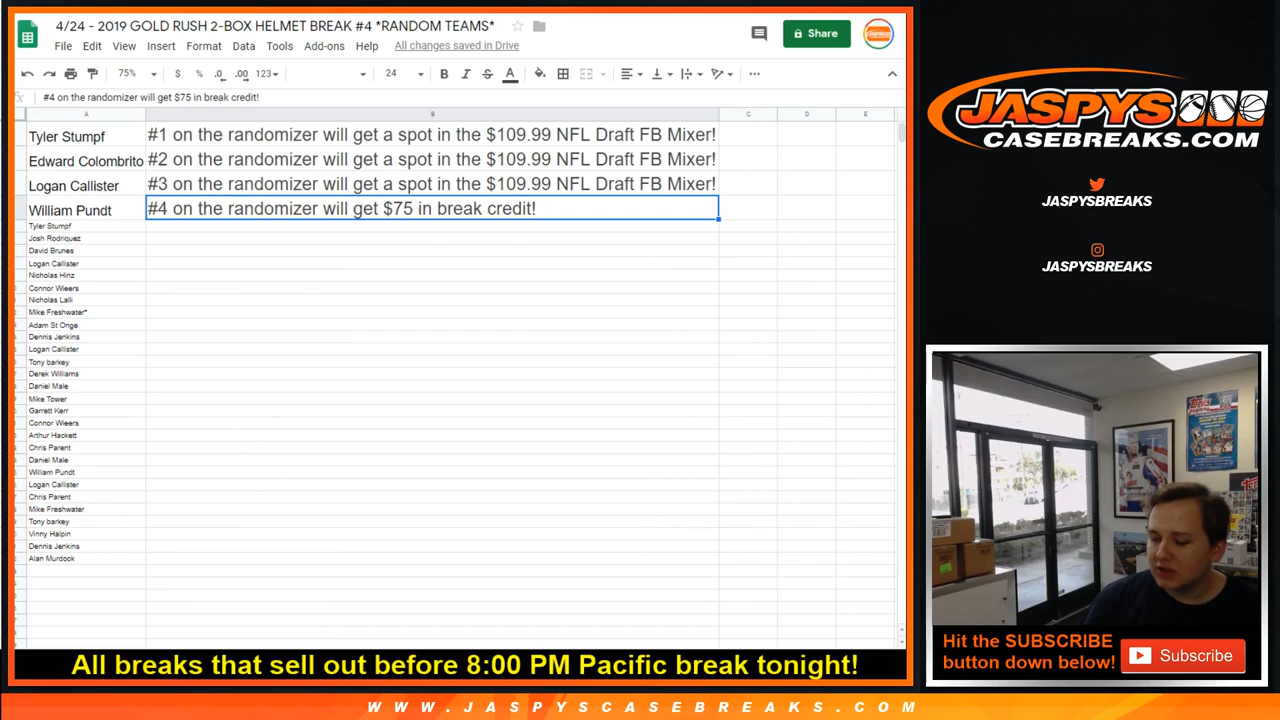 4/24 - 2019 GOLD RUSH 2-BOX HELMET BREAK #4 *RANDOM TEAMS*
File Edit View Insert Format Data Tools Add-ons Help All changes saved in Drive
Share
75% $ % .0 .00 123 24 B I S A
#4 on the randomizer will get $75 in break credit!
A B C D E
Tyler Stumpf #1 on the randomizer will get a spot in the $109.99 NFL Draft FB Mixer!
Edward Colombrito #2 on the randomizer will get a spot in the $109.99 NFL Draft FB Mixer!
Logan Callister #3 on the randomizer will get a spot in the $109.99 NFL Draft FB Mixer!
William Pundt #4 on the randomizer will get $75 in break credit!
Tyler Stumpf
Josh Rodriquez
David Brunes
Logan Callister
Nicholas Hinz
Connor Wieers
Nicholas Lalli
Mike Freshwater*
Adam St Onge
Dennis Jenkins
Logan Callister
Tony barkey
Derek Williams
Daniel Male
Mike Tower
Garrett Kerr
Connor Wieers
Arthur Hackett
Chris Parent
Daniel Male
William Pundt
Logan Callister
Chris Parent
Mike Freshwater
Tony barkey
Vinny Halpin
Dennis Jenkins
Alan Murdock
All breaks that sell out before 8:00 PM Pacific break tonight!
JASPYS
CASEBREAKS.COM
JASPYSBREAKS
JASPYSBREAKS
Topps
Hit the SUBSCRIBE
button down below!
Subscribe
WWW.JASPYSCASEBREAKS.COM